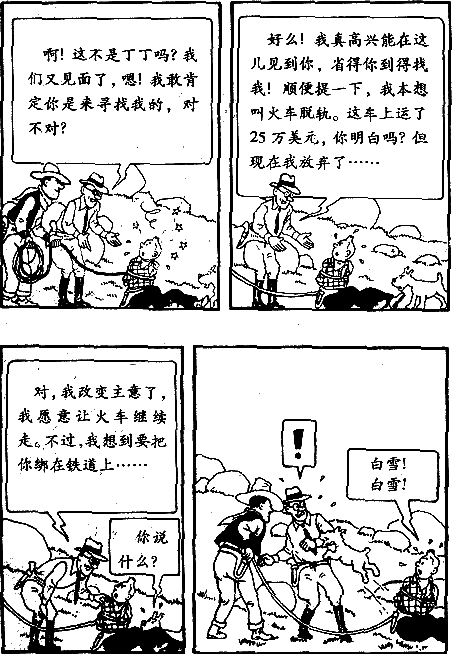 啊！这不是丁丁吗？我
们又见面了，嗯！我敢肯
定你是来寻找我的，对
不对？
好么！我真高兴能在这
儿见到你，省得你到得找
我！顺便提一下，我本想
叫火车脱轨。这车上运了
25万美元，你明白吗？但
现在我放弃了……
对，我改变主意了，
我愿意让火车继续
走。不过，我想到要把
你绑在铁道上……
你说
什么？
！
白雪！
白雪！